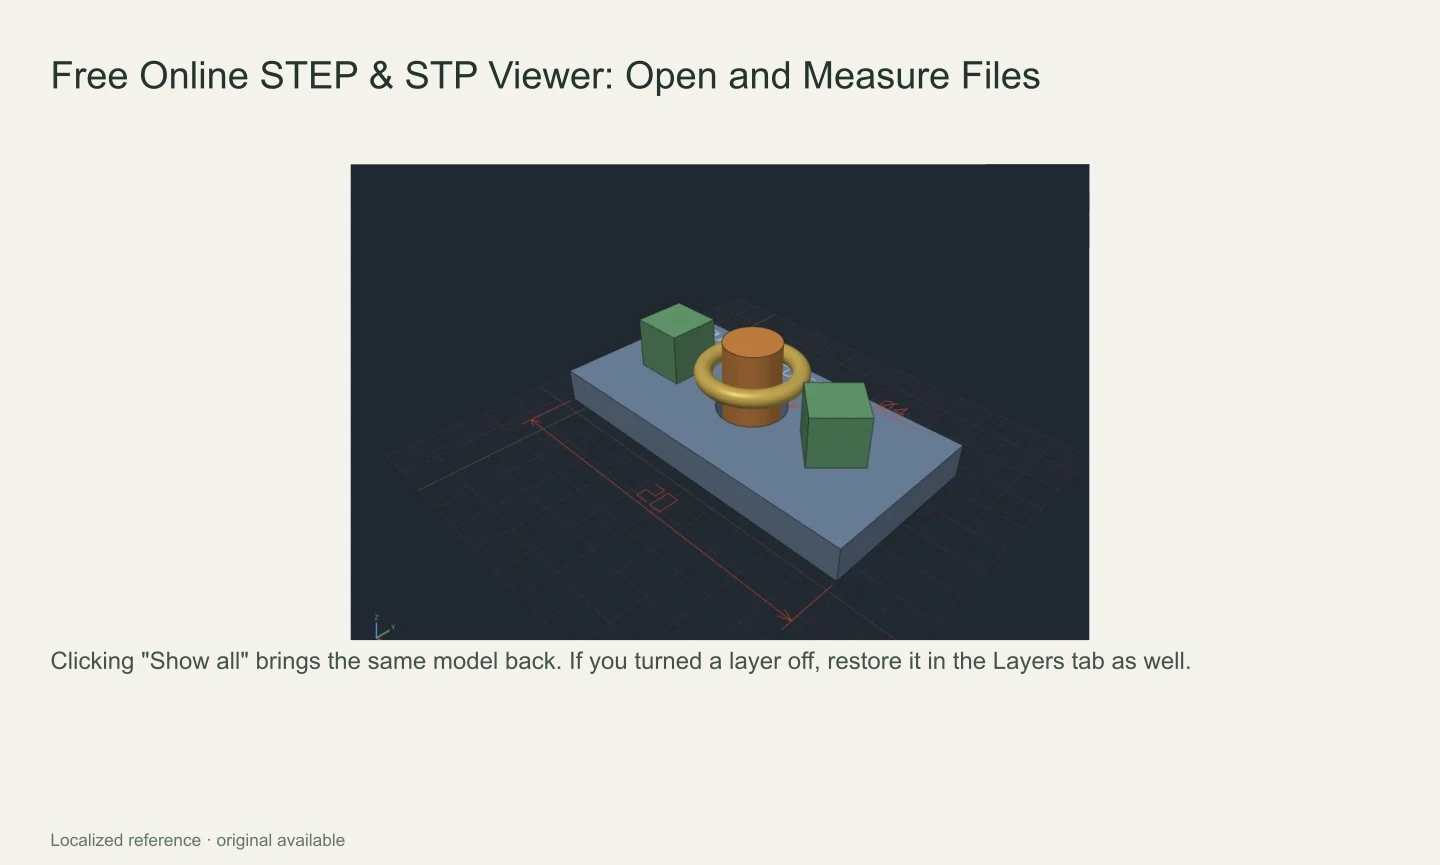 Free Online STEP & STP Viewer: Open and Measure Files
20
Z
Y
Clicking "Show all" brings the same model back. If you turned a layer off, restore it in the Layers tab as well.
Localized reference · original available